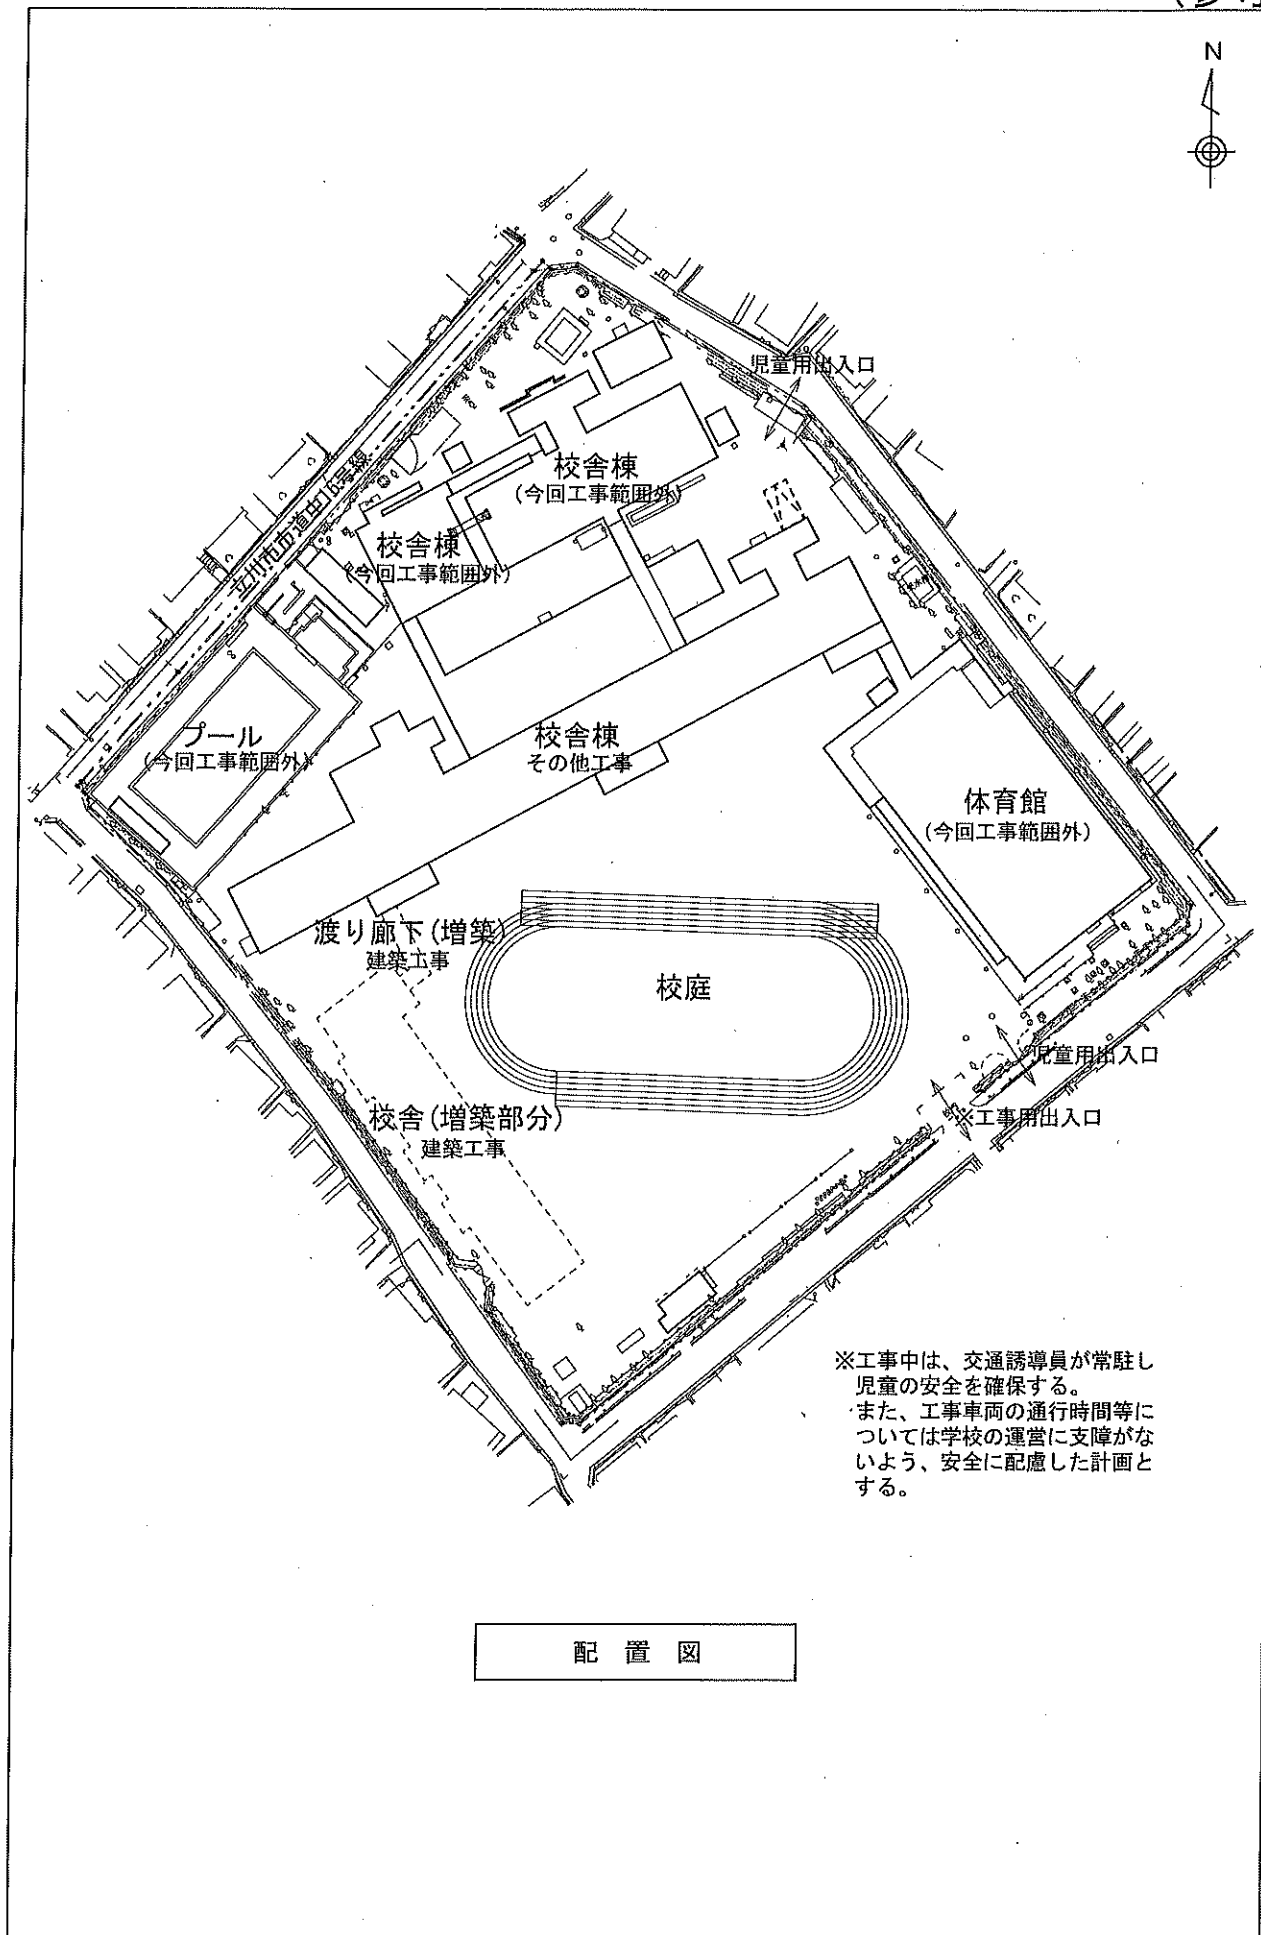 N
児童用出入口
校舎棟
(今回工事範囲外)
立川市市道中16号線
校舎棟
(今回工事範囲外)
プール
(今回工事範囲外)
校舎棟
その他工事
体育館
(今回工事範囲外)
渡り廊下(増築)
建築工事
校庭
児童用出入口
※工事用出入口
校舎(増築部分)
建築工事
※工事中は、交通誘導員が常駐し
児童の安全を確保する。
また、工事車両の通行時間等に
ついては学校の運営に支障がな
いよう、安全に配慮した計画と
する。
配置図